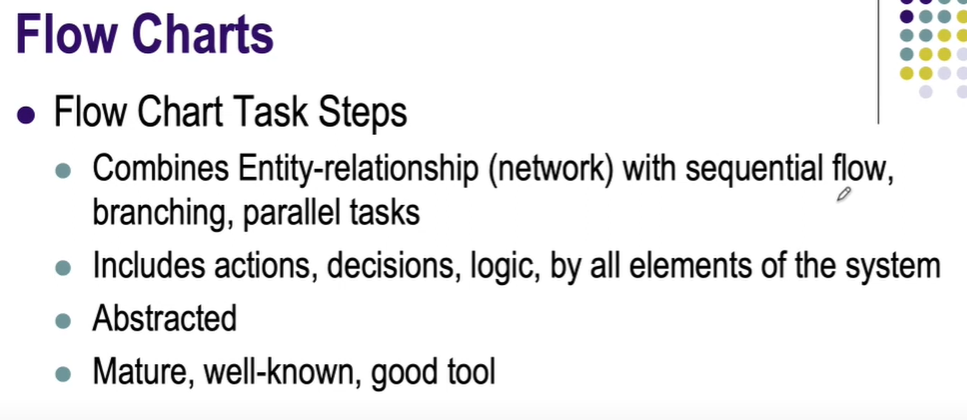 Flow Charts
Flow Chart Task Steps
Combines Entity-relationship (network) with sequential flow,
branching, parallel tasks
Includes actions, decisions, logic, by all elements of the system
Abstracted
Mature, well-known, good tool